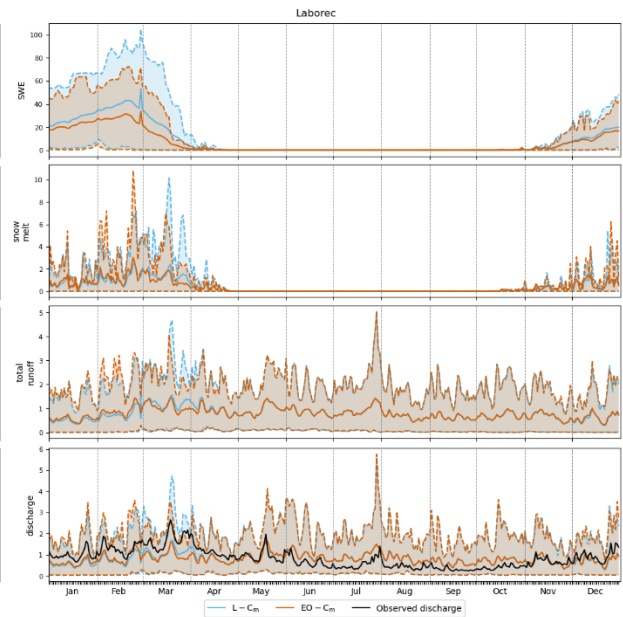 Laborec
SWE
100
80
60
40
20
0
snow
melt
10
8
6
4
2
0
total
runoff
5
4
3
2
1
0
discharge
6
5
4
3
2
1
0
Jan Feb Mar Apr May Jun Jul Aug Sep Oct Nov Dec
L − Cm EO − Cm Observed discharge